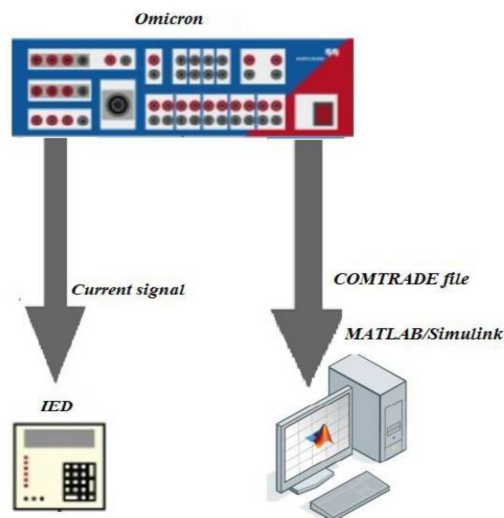 Omicron
Current signal
COMTRADE file
MATLAB/Simulink
IED